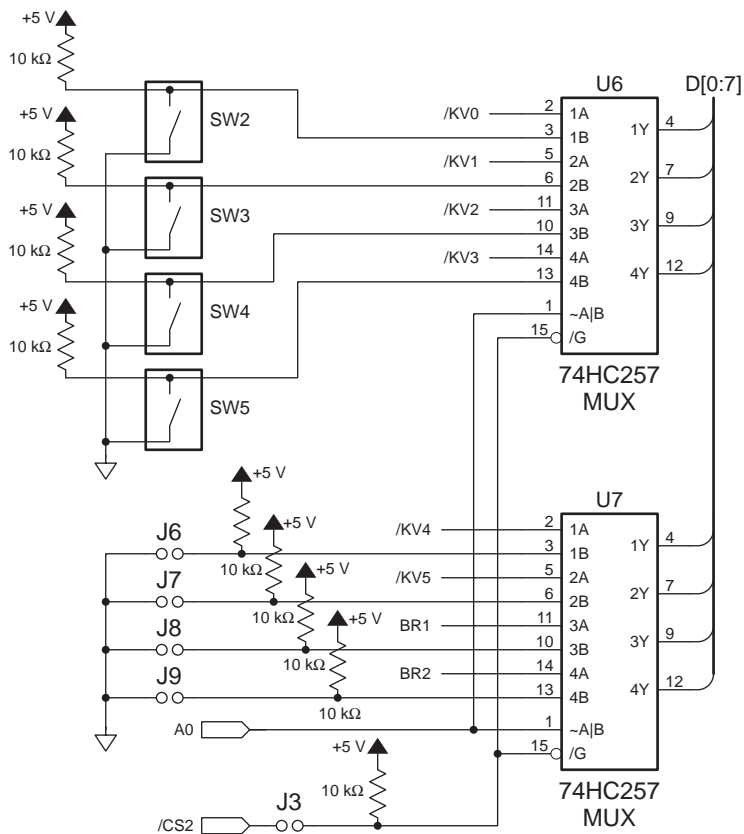 +5 V
10 kΩ
SW2
+5 V
10 kΩ
SW3
+5 V
10 kΩ
SW4
+5 V
10 kΩ
SW5
U6
D[0:7]
/KV0
2
1A
3
1B
/KV1
5
2A
6
2B
/KV2
11
3A
10
3B
/KV3
14
4A
13
4B
1
~A|B
15
/G
1Y
4
2Y
7
3Y
9
4Y
12
74HC257
MUX
+5 V
10 kΩ
+5 V
10 kΩ
+5 V
10 kΩ
+5 V
10 kΩ
J6
J7
J8
J9
U7
/KV4
2
1A
3
1B
/KV5
5
2A
6
2B
BR1
11
3A
10
3B
BR2
14
4A
13
4B
1
~A|B
15
/G
1Y
4
2Y
7
3Y
9
4Y
12
74HC257
MUX
A0
+5 V
10 kΩ
/CS2
J3